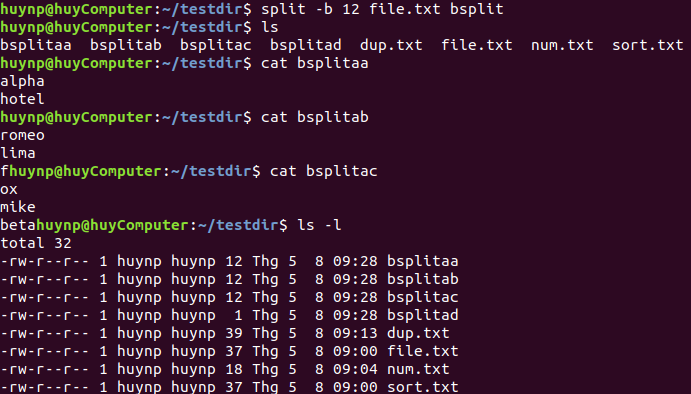 huynp@huyComputer:~/testdir$ split -b 12 file.txt bsplit
huynp@huyComputer:~/testdir$ ls
bsplitaa  bsplitab  bsplitac  bsplitad  dup.txt  file.txt  num.txt  sort.txt
huynp@huyComputer:~/testdir$ cat bsplitaa
alpha
hotel
huynp@huyComputer:~/testdir$ cat bsplitab
romeo
lima
fhuynp@huyComputer:~/testdir$ cat bsplitac
ox
mike
betahuynp@huyComputer:~/testdir$ ls -l
total 32
-rw-r--r-- 1 huynp huynp 12 Thg 5  8 09:28 bsplitaa
-rw-r--r-- 1 huynp huynp 12 Thg 5  8 09:28 bsplitab
-rw-r--r-- 1 huynp huynp 12 Thg 5  8 09:28 bsplitac
-rw-r--r-- 1 huynp huynp  1 Thg 5  8 09:28 bsplitad
-rw-r--r-- 1 huynp huynp 39 Thg 5  8 09:13 dup.txt
-rw-r--r-- 1 huynp huynp 37 Thg 5  8 09:00 file.txt
-rw-r--r-- 1 huynp huynp 18 Thg 5  8 09:04 num.txt
-rw-r--r-- 1 huynp huynp 37 Thg 5  8 09:00 sort.txt